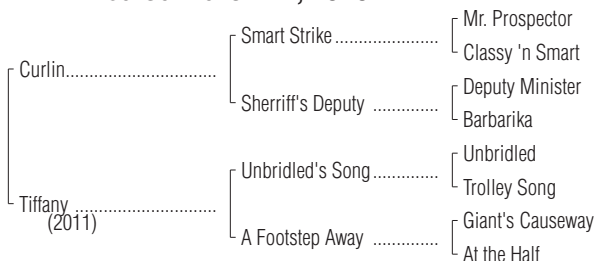 Mr. Prospector
Smart Strike..................
Classy 'n Smart
Curlin..........................
Deputy Minister
Sherriff's Deputy ..............
Barbarika
Unbridled
Unbridled's Song..............
Trolley Song
Tiffany ........................
(2011)
Giant's Causeway
A Footstep Away ..............
At the Half